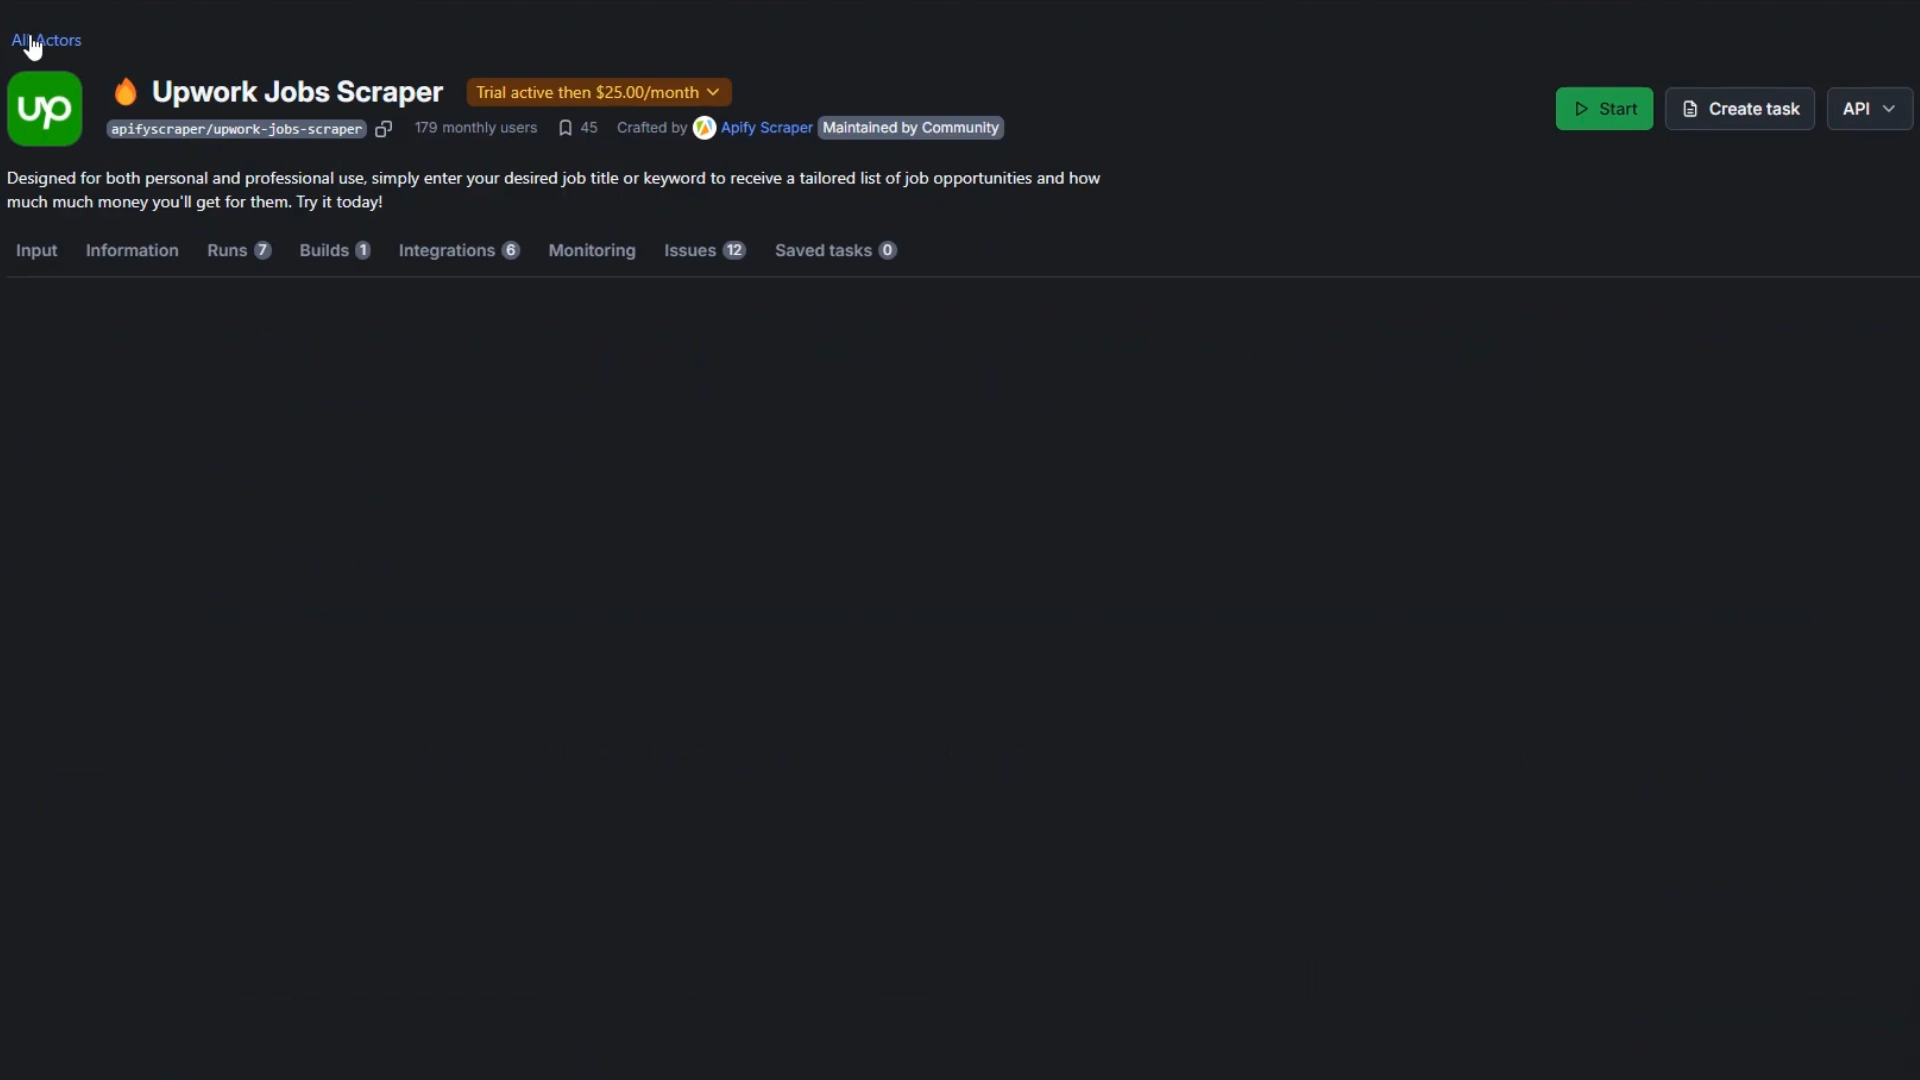 All Actors
up
Upwork Jobs Scraper
Trial active then $25.00/month
Start
Create task
API
apifyscraper/upwork-jobs-scraper
179 monthly users
45
Crafted by Apify Scraper
Maintained by Community
Designed for both personal and professional use, simply enter your desired job title or keyword to receive a tailored list of job opportunities and how
much much money you'll get for them. Try it today!
Input
Information
Runs 7
Builds 1
Integrations 6
Monitoring
Issues 12
Saved tasks 0